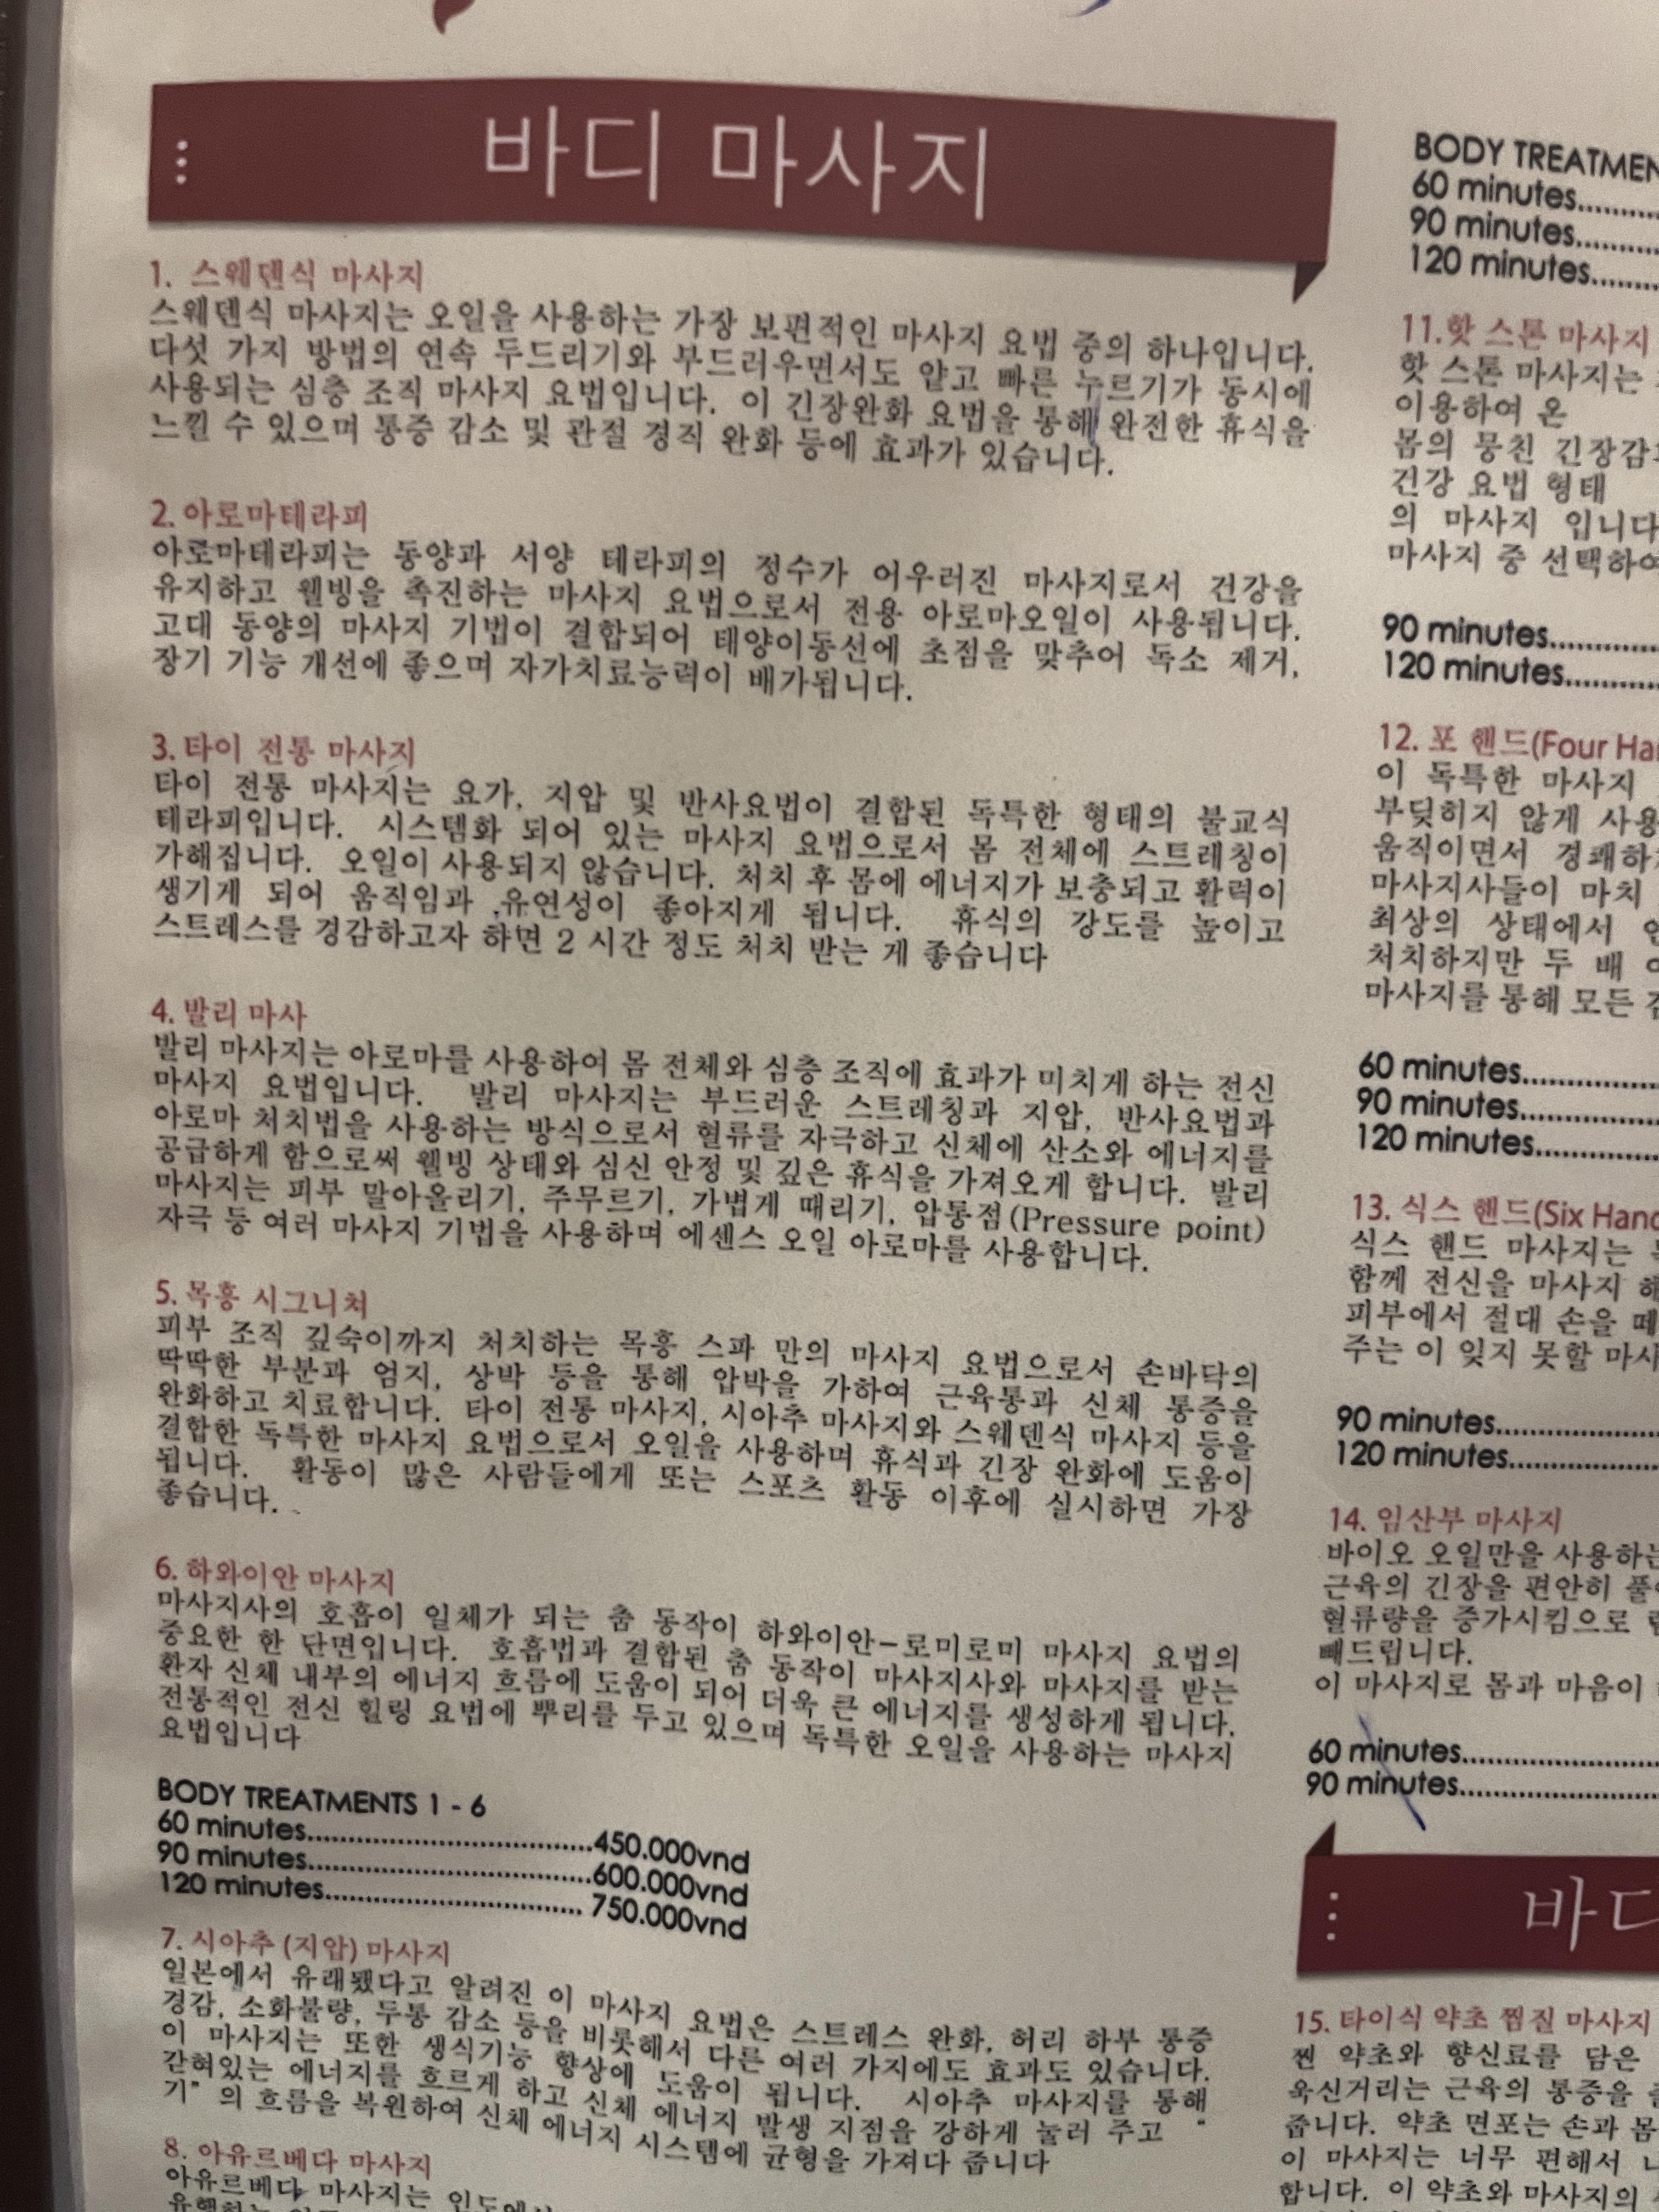 바디 마사지
1. 스웨덴식 마사지
스웨덴식 마사지는 오일을 사용하는 가장 보편적인 마사지 요법 중의 하나입니다.
다섯 가지 방법의 연속 두드리기와 부드러우면서도 얕고 빠른 누르기가 동시에
사용되는 심층 조직 마사지 요법입니다. 이 긴장완화 요법을 통해 완전한 휴식을
느낄 수 있으며 통증 감소 및 관절 경직 완화 등에 효과가 있습니다.
2. 아로마테라피
아로마테라피는 동양과 서양 테라피의 정수가 어우러진 마사지로서 건강을
유지하고 웰빙을 촉진하는 마사지 요법으로서 전용 아로마오일이 사용됩니다.
고대 동양의 마사지 기법이 결합되어 태양이동선에 초점을 맞추어 독소 제거,
장기 기능 개선에 좋으며 자가치료능력이 배가됩니다.
3. 타이 전통 마사지
타이 전통 마사지는 요가, 지압 및 반사요법이 결합된 독특한 형태의 불교식
테라피입니다. 시스템화 되어 있는 마사지 요법으로서 몸 전체에 스트레칭이
가해집니다. 오일이 사용되지 않습니다. 처치 후 몸에 에너지가 보충되고 활력이
생기게 되어 움직임과 유연성이 좋아지게 됩니다. 휴식의 강도를 높이고
스트레스를 경감하고자 하면 2 시간 정도 처치 받는 게 좋습니다
4. 발리 마사
발리 마사지는 아로마를 사용하여 몸 전체와 심층 조직에 효과가 미치게 하는 전신
마사지 요법입니다. 발리 마사지는 부드러운 스트레칭과 지압, 반사요법과
아로마 처치법을 사용하는 방식으로서 혈류를 자극하고 신체에 산소와 에너지를
공급하게 함으로써 웰빙 상태와 심신 안정 및 깊은 휴식을 가져오게 합니다. 발리
마사지는 피부 말아올리기, 주무르기, 가볍게 때리기, 압통점(Pressure point)
자극 등 여러 마사지 기법을 사용하며 에센스 오일 아로마를 사용합니다.
5. 목흥 시그니처
피부 조직 깊숙이까지 처치하는 목흥 스파 만의 마사지 요법으로서 손바닥의
딱딱한 부분과 엄지, 상박 등을 통해 압박을 가하여 근육통과 신체 통증을
완화하고 치료합니다. 타이 전통 마사지, 시아추 마사지와 스웨덴식 마사지 등을
결합한 독특한 마사지 요법으로서 오일을 사용하며 휴식과 긴장 완화에 도움이
됩니다. 활동이 많은 사람들에게 또는 스포츠 활동 이후에 실시하면 가장
좋습니다.
6. 하와이안 마사지
마사지사의 호흡이 일체가 되는 춤 동작이 하와이안-로미로미 마사지 요법의
중요한 한 단면입니다. 호흡법과 결합된 춤 동작이 마사지사와 마사지를 받는
환자 신체 내부의 에너지 흐름에 도움이 되어 더욱 큰 에너지를 생성하게 됩니다.
전통적인 전신 힐링 요법에 뿌리를 두고 있으며 독특한 오일을 사용하는 마사지
요법입니다
BODY TREATMENTS 1 - 6
60 minutes..............................450.000vnd
90 minutes..............................600.000vnd
120 minutes.............................. 750.000vnd
7. 시아추 (지압) 마사지
일본에서 유래됐다고 알려진 이 마사지 요법은 스트레스 완화, 허리 하부 통증
경감, 소화불량, 두통 감소 등을 비롯해서 다른 여러 가지에도 효과도 있습니다.
이 마사지는 또한 생식기능 향상에 도움이 됩니다. 시아추 마사지를 통해
갇혀있는 에너지를 흐르게 하고 신체 에너지 발생 지점을 강하게 눌러 주고 "
기" 의 흐름을 복원하여 신체 에너지 시스템에 균형을 가져다 줍니다
8. 아유르베다 마사지
아유르베다 마사지는 인도에서
BODY TREATMEN
60 minutes.........
90 minutes.........
120 minutes.........
11.핫 스톤 마사지
핫 스톤 마사지는
이용하여 온
몸의 뭉친 긴장감
건강 요법 형태
의 마사지 입니다
마사지 중 선택하여
90 minutes.........
120 minutes.........
12. 포 핸드(Four Ha
이 독특한 마사지
부딪히지 않게 사용
움직이면서 경쾌하
마사지사들이 마치
최상의 상태에서
처치하지만 두 배
마사지를 통해 모든
60 minutes.........
90 minutes.........
120 minutes.........
13. 식스 핸드(Six Hand
식스 핸드 마사지는
함께 전신을 마사지 해
피부에서 절대 손을 떼
주는 이 잊지 못할 마사
90 minutes.........
120 minutes.........
14. 임산부 마사지
바이오 오일만을 사용하는
근육의 긴장을 편안히 풀
혈류량을 증가시킴으로
빼드립니다.
이 마사지로 몸과 마음이
60 minutes.........
90 minutes.........
바디
15. 타이식 약초 찜질 마사지
찐 약초와 향신료를 담은
욱신거리는 근육의 통증을
줍니다. 약초 면포는 손과 몸
이 마사지는 너무 편해서
합니다. 이 약초와 마사지의